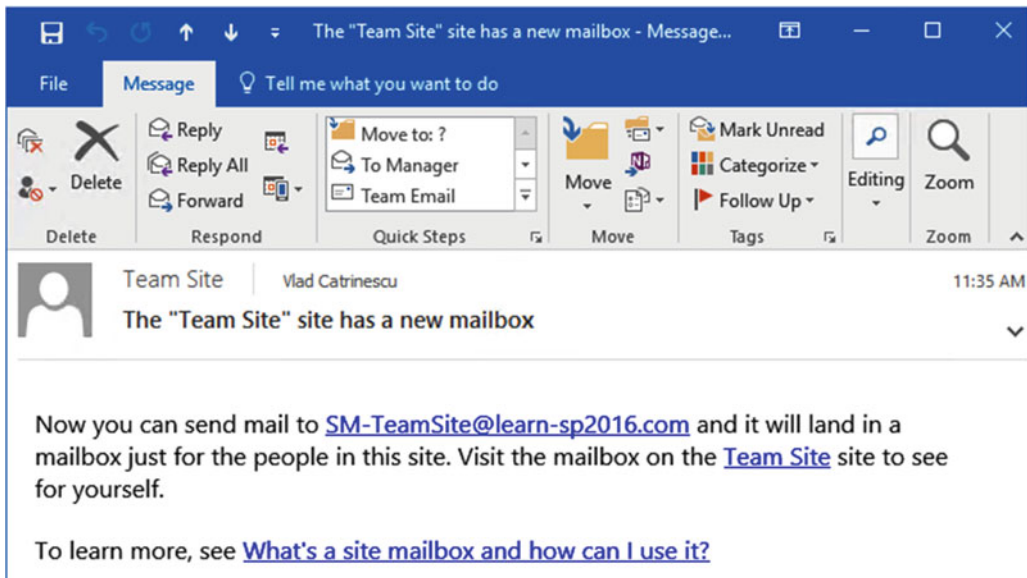 The "Team Site" site has a new mailbox - Message...
File Message Tell me what you want to do
Reply
Reply All
Forward
Delete
Move to: ?
To Manager
Team Email
Move
Mark Unread
Categorize
Follow Up
Editing
Zoom
Delete Respond Quick Steps Move Tags Zoom
Team Site Vlad Catrinescu 11:35 AM
The "Team Site" site has a new mailbox
Now you can send mail to SM-TeamSite@learn-sp2016.com and it will land in a
mailbox just for the people in this site. Visit the mailbox on the Team Site site to see
for yourself.
To learn more, see What's a site mailbox and how can I use it?